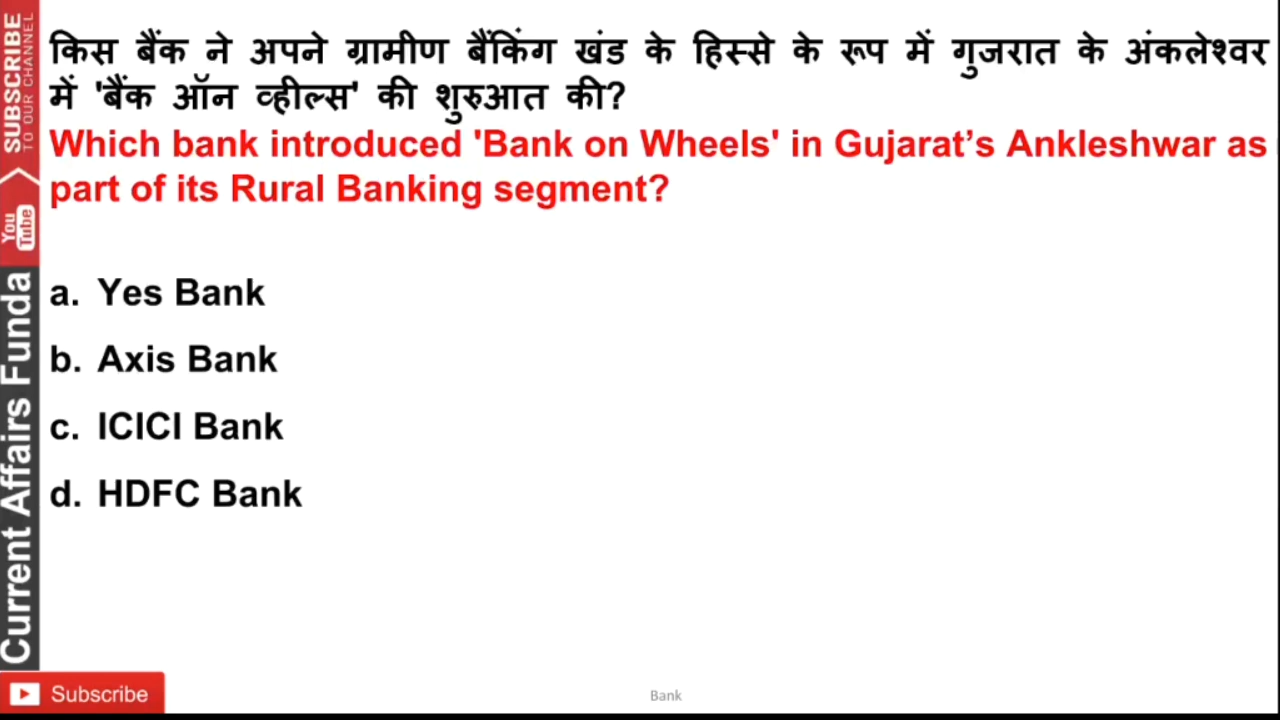 किस बैंक ने अपने ग्रामीण बैंकिंग खंड के हिस्से के रूप में गुजरात के अंकलेश्वर
में 'बैंक ऑन व्हील्स' की शुरुआत की?
Which bank introduced 'Bank on Wheels' in Gujarat’s Ankleshwar as
part of its Rural Banking segment?
a. Yes Bank
b. Axis Bank
c. ICICI Bank
d. HDFC Bank
SUBSCRIBE
TO OUR CHANNEL
You
Tube
Current Affairs Funda
Subscribe
Bank